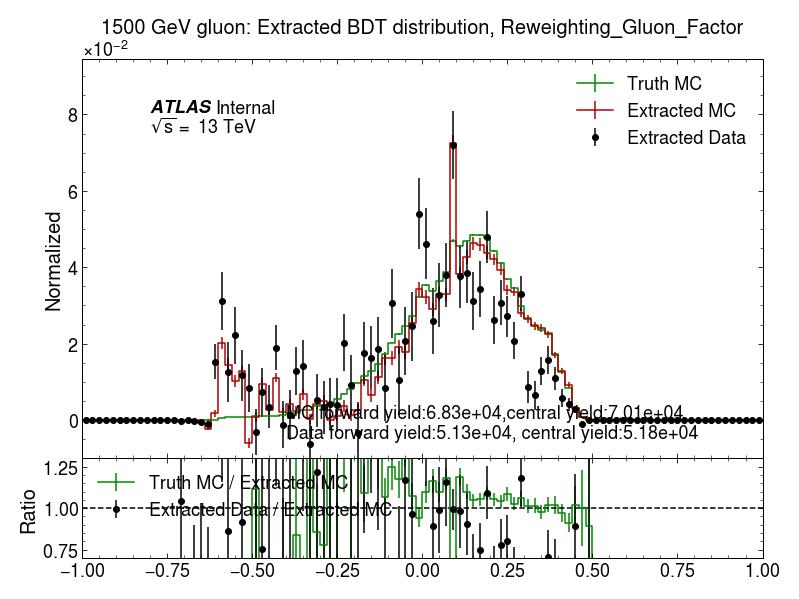 1500 GeV gluon: Extracted BDT distribution, Reweighting_Gluon_Factor
×10⁻²
ATLAS Internal
√s = 13 TeV
Truth MC
Extracted MC
Extracted Data
Normalized
8
6
4
2
0
MC forward yield:6.83e+04,central yield:7.01e+04
Data forward yield:5.13e+04, central yield:5.18e+04
Ratio
1.25
1.00
0.75
Truth MC / Extracted MC
Extracted Data / Extracted MC
−1.00 −0.75 −0.50 −0.25 0.00 0.25 0.50 0.75 1.00